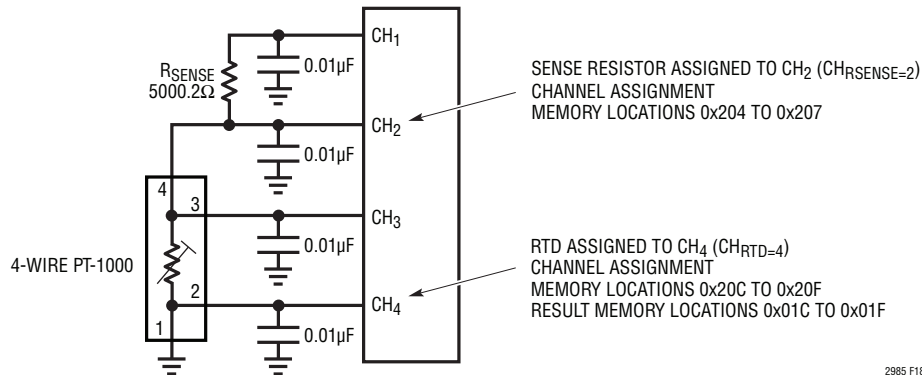 CH1
0.01µF
RSENSE
5000.2Ω
SENSE RESISTOR ASSIGNED TO CH2 (CHRSENSE=2)
CHANNEL ASSIGNMENT
MEMORY LOCATIONS 0x204 TO 0x207
CH2
0.01µF
4
3
CH3
0.01µF
4-WIRE PT-1000
RTD ASSIGNED TO CH4 (CHRTD=4)
CHANNEL ASSIGNMENT
MEMORY LOCATIONS 0x20C TO 0x20F
RESULT MEMORY LOCATIONS 0x01C TO 0x01F
2
CH4
1
0.01µF
2985 F16